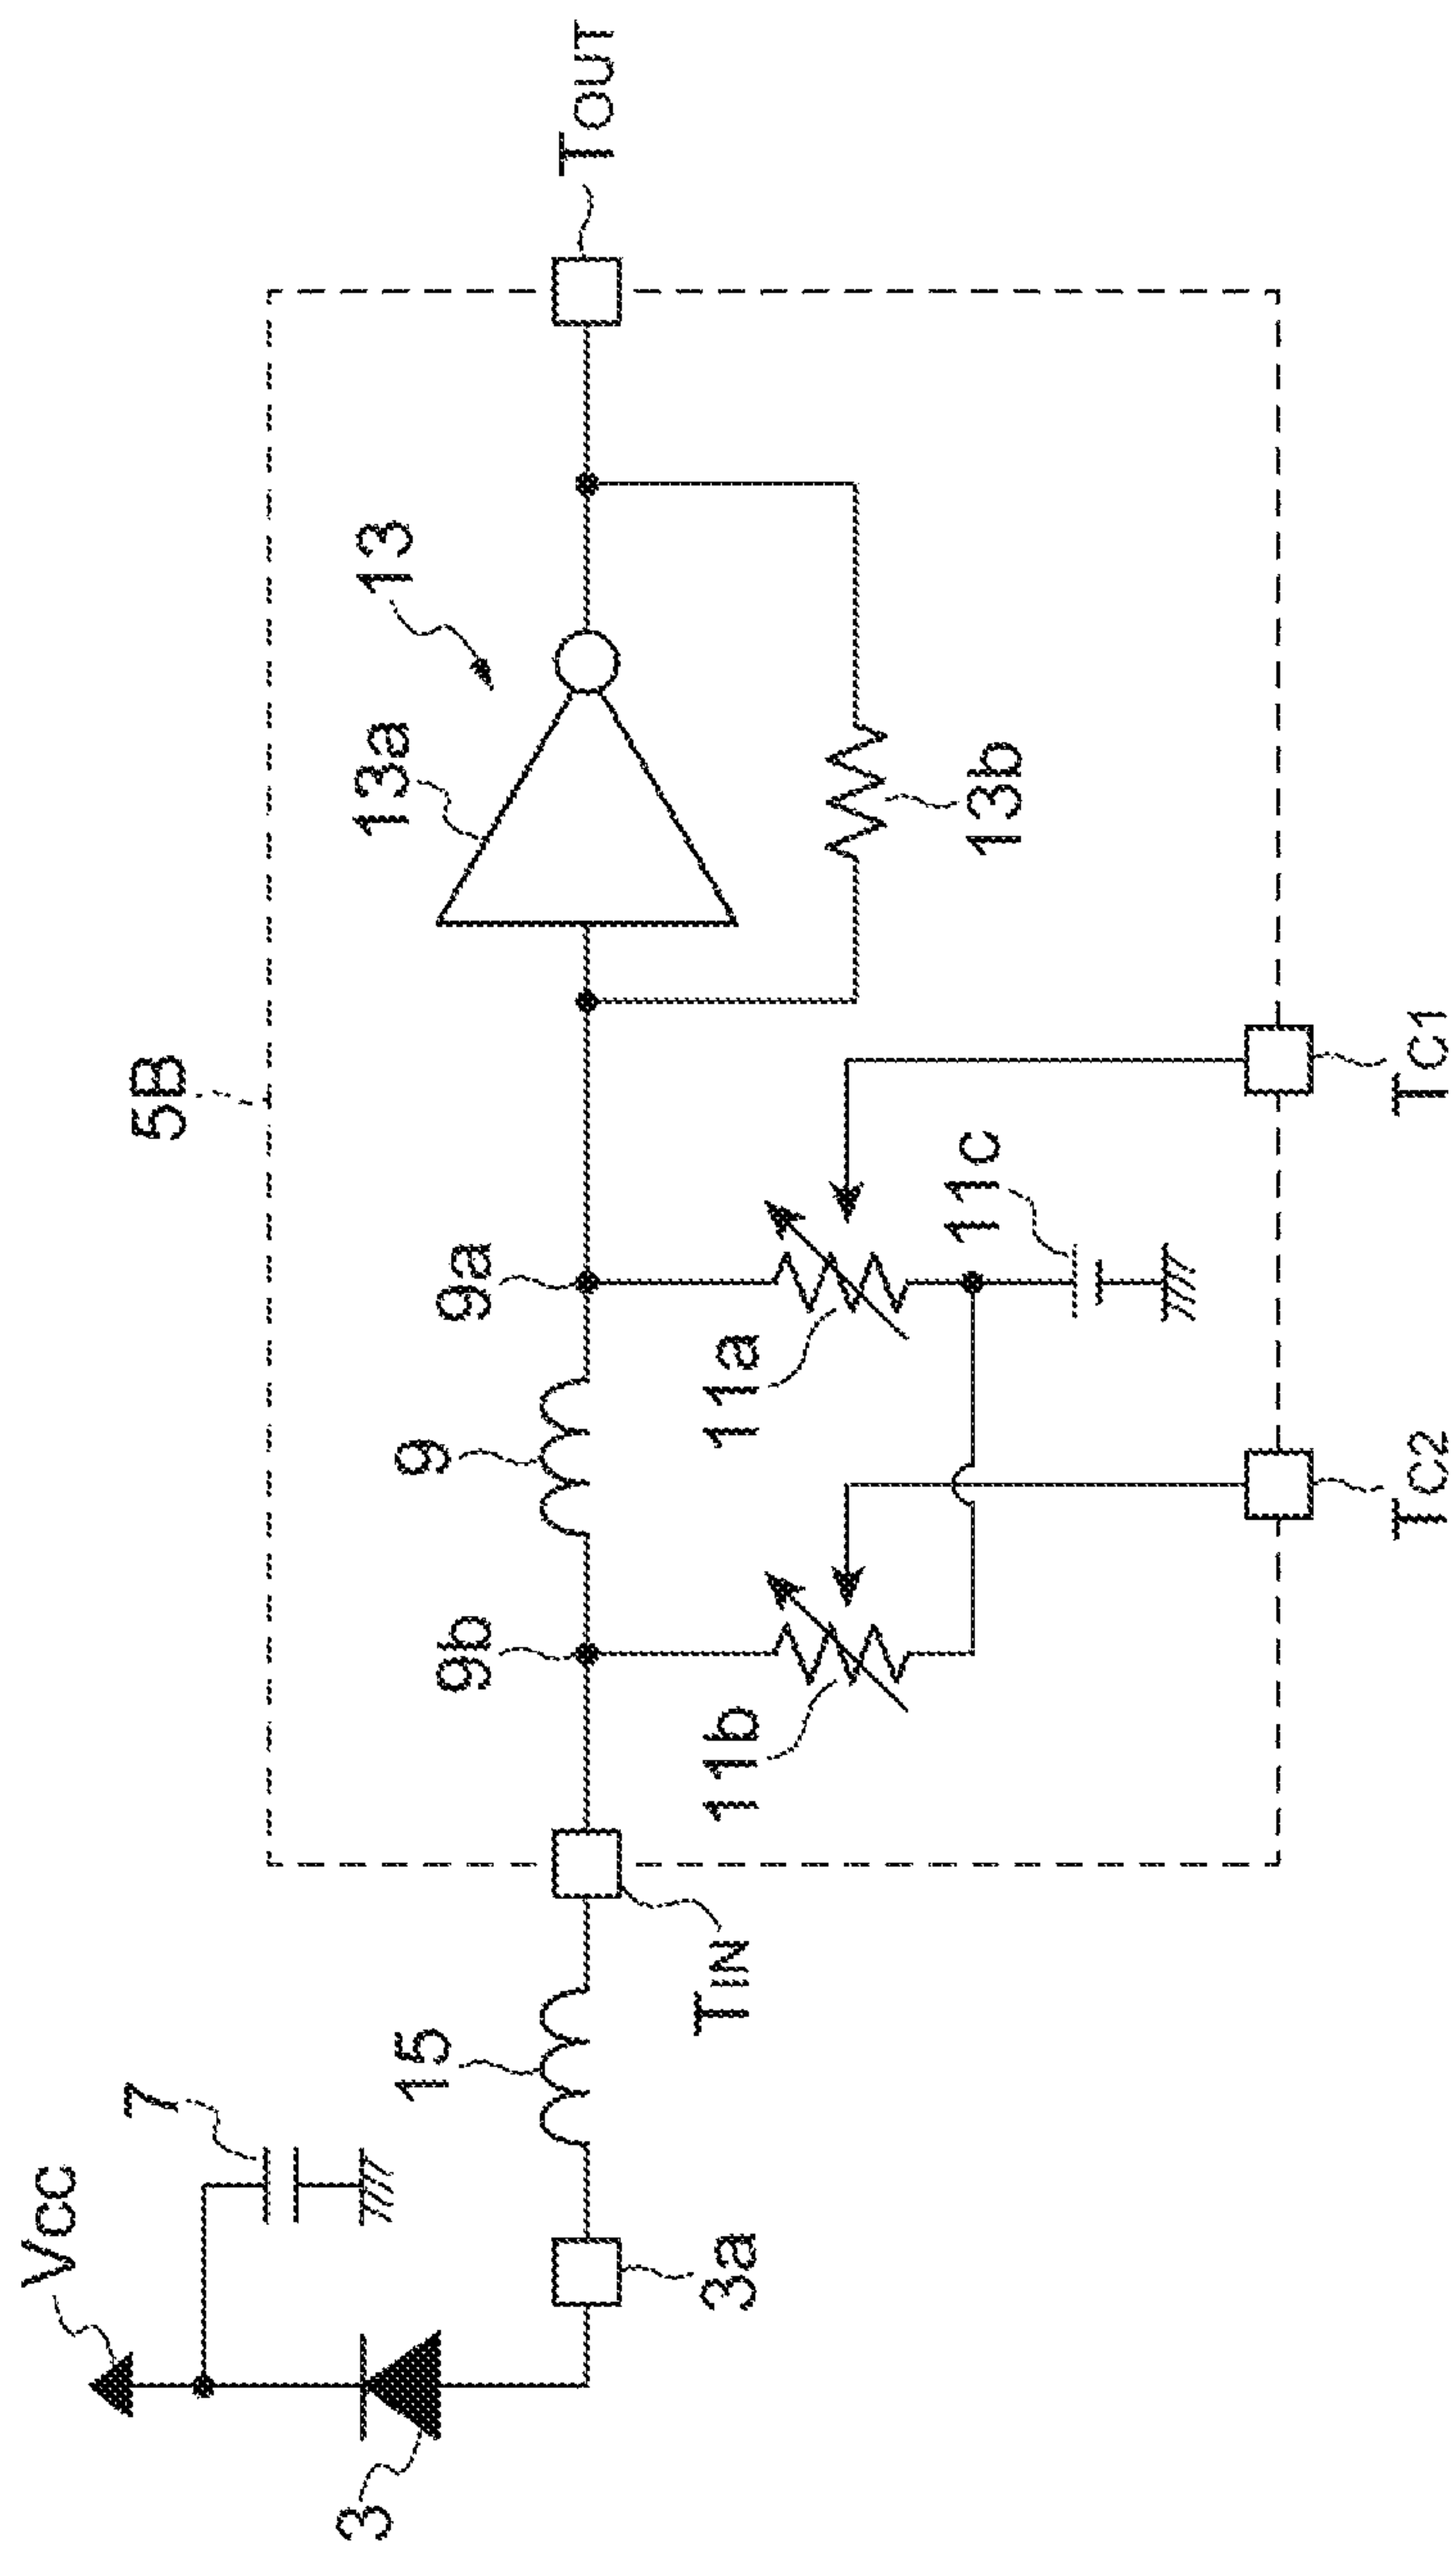 5B
13
13a
VCC
7
15
9b
9
9a
TOUT
3
3a
TIN
11b
11a
11c
13b
TC2
TC1